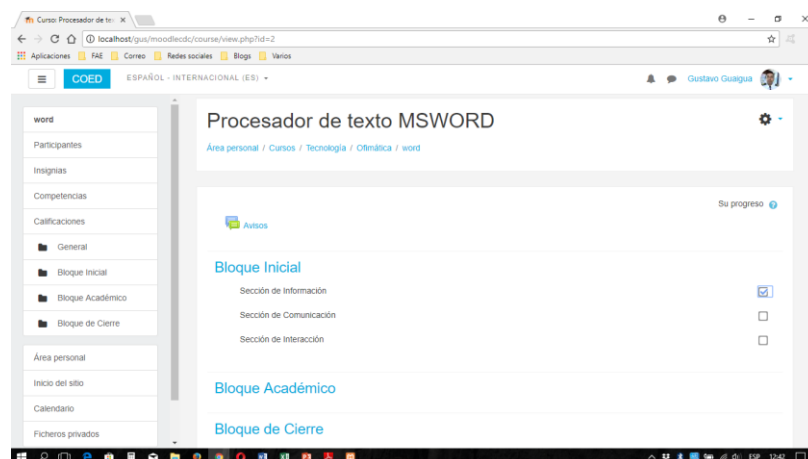 Curso: Procesador de te
localhost/gus/moodlecdc/course/view.php?id=2
Aplicaciones FAE Correo Redes sociales Blogs Varios
COED ESPAÑOL - INTERNACIONAL (ES) Gustavo Guaigua
word
Participantes
Insignias
Competencias
Calificaciones
General
Bloque Inicial
Bloque Académico
Bloque de Cierre
Área personal
Inicio del sitio
Calendario
Ficheros privados
Procesador de texto MSWORD
Área personal / Cursos / Tecnología / Ofimática / word
Su progreso
Avisos
Bloque Inicial
Sección de Información
Sección de Comunicación
Sección de Interacción
Bloque Académico
Bloque de Cierre
ESP 12:42